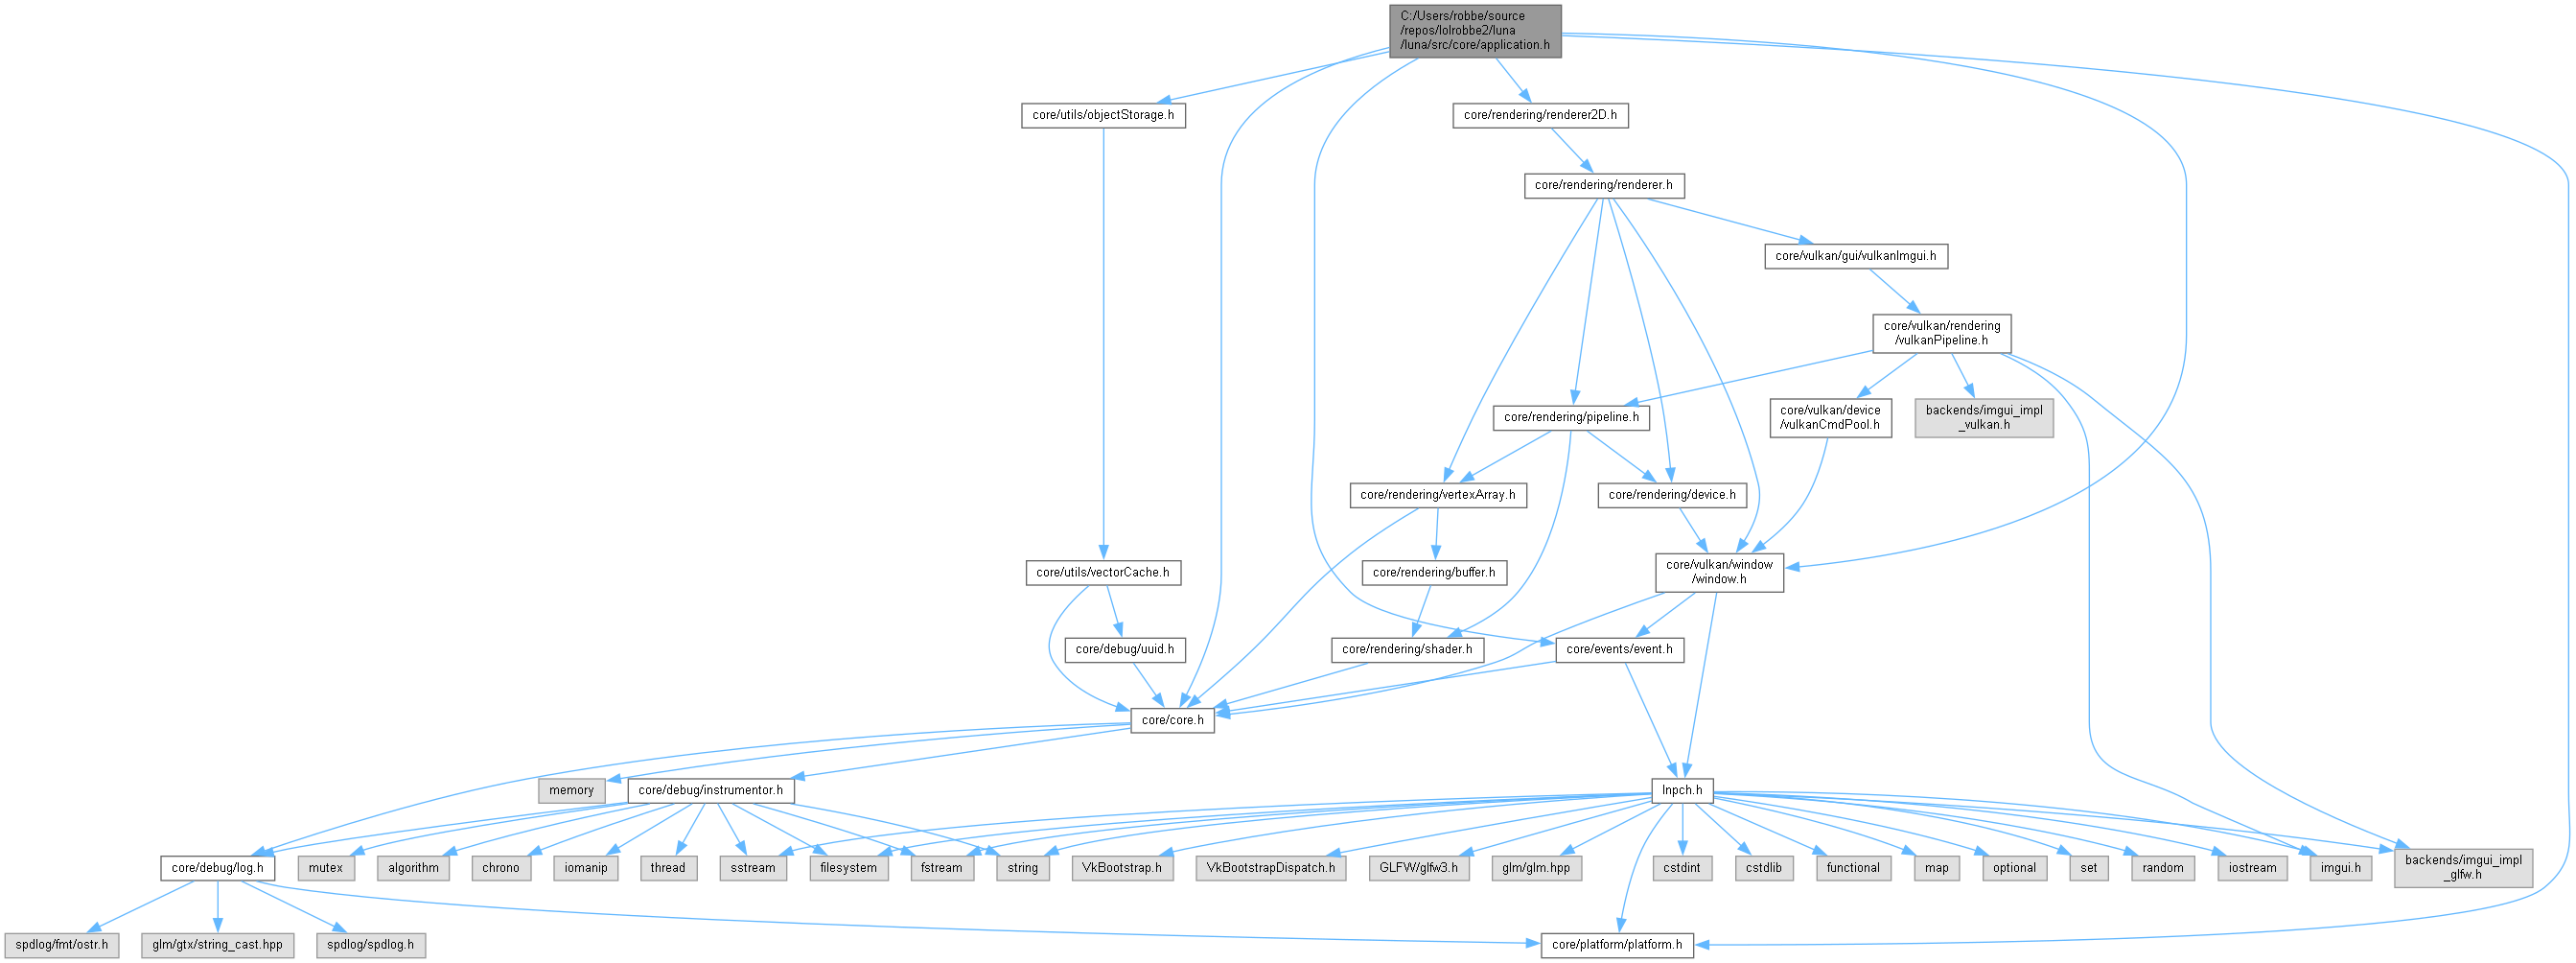 C:/Users/robbe/source
/repos/lolrobbe2/luna
/luna/src/core/application.h
core/utils/objectStorage.h
core/rendering/renderer2D.h
core/rendering/renderer.h
core/vulkan/gui/vulkanImgui.h
core/vulkan/rendering
/vulkanPipeline.h
core/rendering/pipeline.h
core/vulkan/device
/vulkanCmdPool.h
backends/imgui_impl
_vulkan.h
core/rendering/vertexArray.h
core/rendering/device.h
core/utils/vectorCache.h
core/rendering/buffer.h
core/vulkan/window
/window.h
core/debug/uuid.h
core/rendering/shader.h
core/events/event.h
core/core.h
memory
core/debug/instrumentor.h
lnpch.h
core/debug/log.h
mutex
algorithm
chrono
iomanip
thread
sstream
filesystem
fstream
string
VkBootstrap.h
VkBootstrapDispatch.h
GLFW/glfw3.h
glm/glm.hpp
cstdint
cstdlib
functional
map
optional
set
random
iostream
imgui.h
backends/imgui_impl
_glfw.h
spdlog/fmt/ostr.h
glm/gtx/string_cast.hpp
spdlog/spdlog.h
core/platform/platform.h